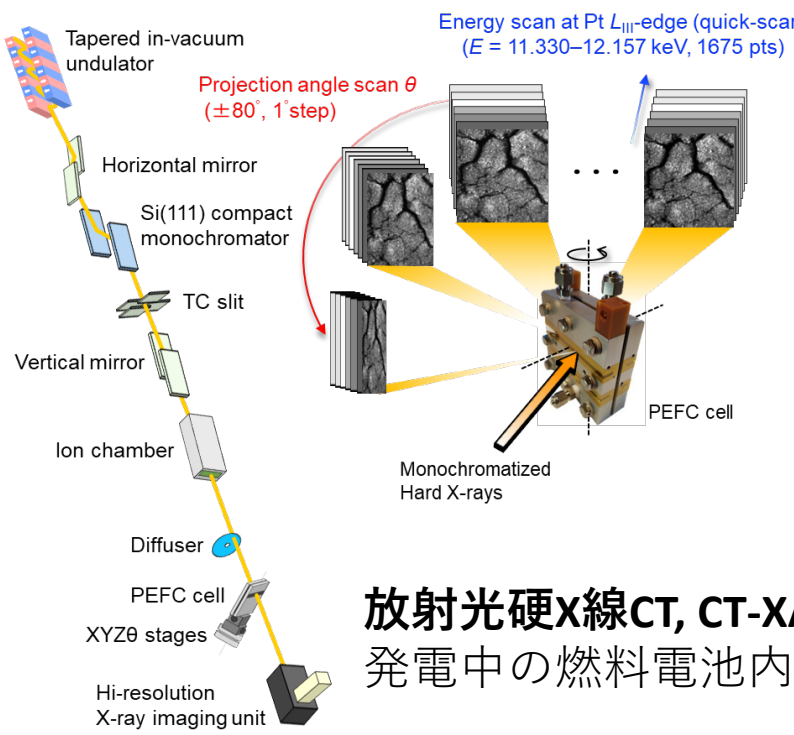 Tapered in-vacuum
undulator
Horizontal mirror
Si(111) compact
monochromator
TC slit
Vertical mirror
Ion chamber
Diffuser
PEFC cell
XYZθ stages
Hi-resolution
X-ray imaging unit
Energy scan at Pt LIII-edge (quick-scan
(E = 11.330–12.157 keV, 1675 pts)
Projection angle scan θ
(±80°, 1°step)
. . .
PEFC cell
Monochromatized
Hard X-rays
放射光硬X線CT, CT-XA
発電中の燃料電池内